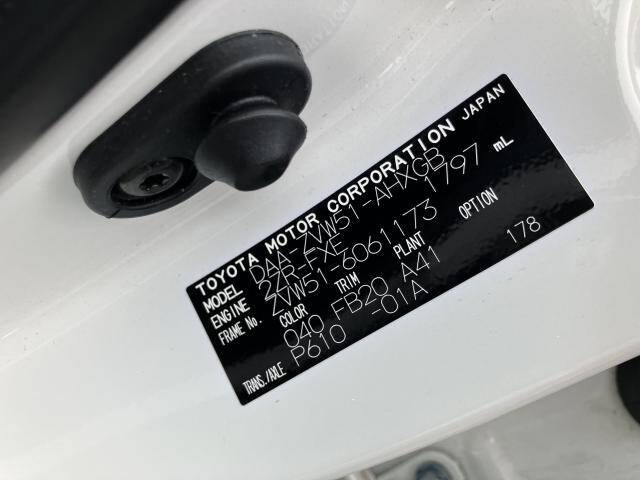 TOYOTA MOTOR CORPORATION JAPAN
MODEL DAA-ZVW51-AHXGB
ENGINE 2ZR-FXE 1797 mL
FRAME No. ZVW51-6061173
COLOR TRIM PLANT OPTION
040 FB20 A41 178
TRANS./AXLE P610 -01A